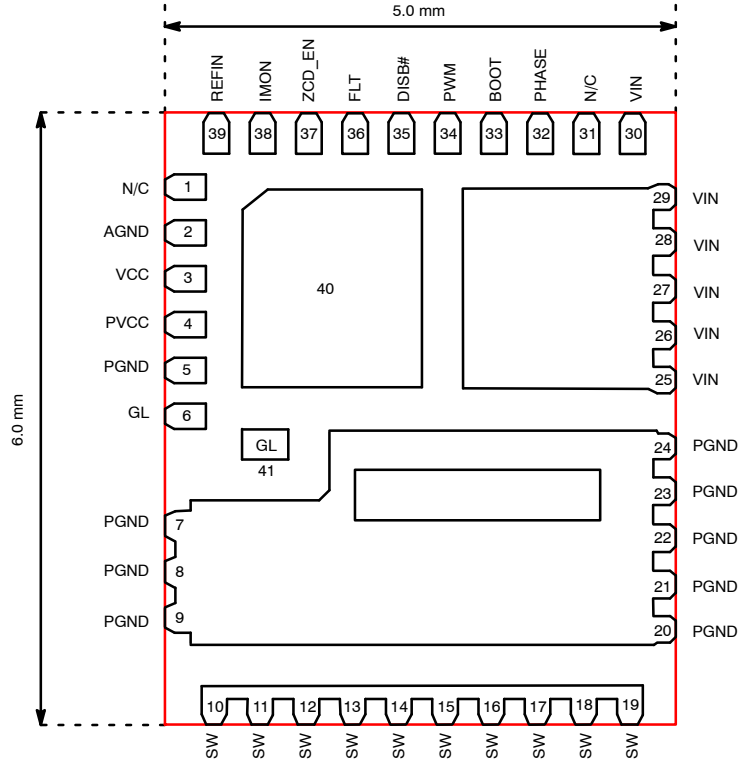 5.0 mm
REFIN
IMON
ZCD_EN
FLT
DISB#
PWM
BOOT
PHASE
N/C
VIN
39 38 37 36 35 34 33 32 31 30
N/C 1
AGND 2
VCC 3
PVCC 4
PGND 5
GL 6
40
29 VIN
28 VIN
27 VIN
26 VIN
25 VIN
6.0 mm
GL
41
24 PGND
23 PGND
22 PGND
21 PGND
20 PGND
PGND 7
PGND 8
PGND 9
10 11 12 13 14 15 16 17 18 19
SW SW SW SW SW SW SW SW SW SW